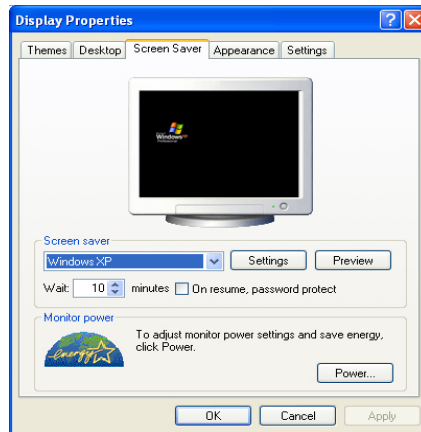 Display Properties
Themes Desktop Screen Saver Appearance Settings
Windows xp
Professional
Screen saver
Windows XP Settings Preview
Wait: 10 minutes On resume, password protect
Monitor power
To adjust monitor power settings and save energy,
click Power.
energy
Power...
OK Cancel Apply